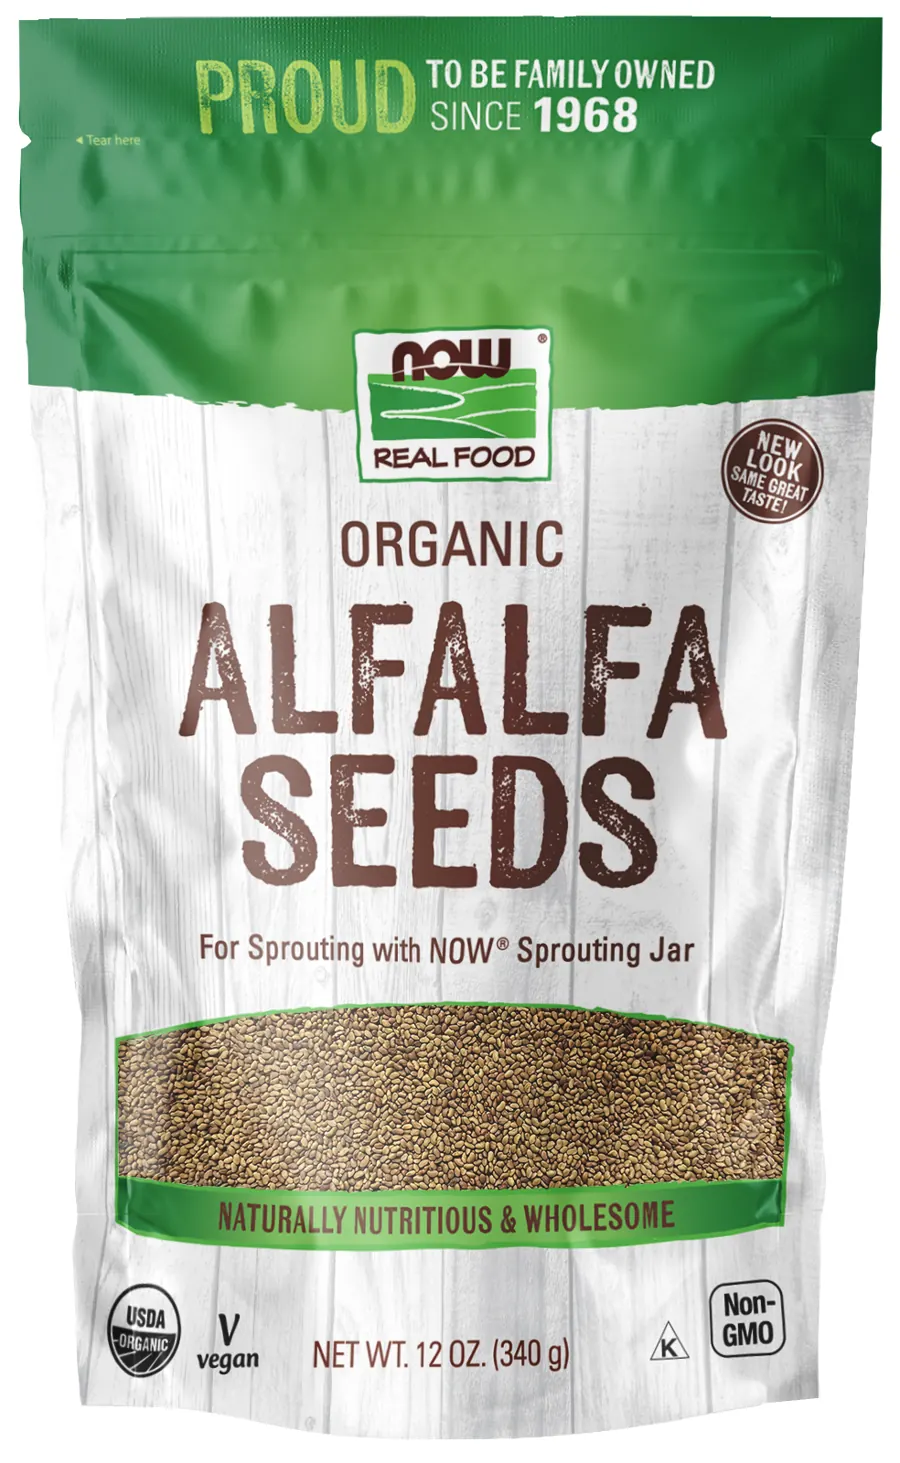 PROUD TO BE FAMILY OWNED
SINCE 1968
Tear here
NOW®
REAL FOOD
NEW
LOOK
SAME GREAT
TASTE!
ORGANIC
ALFALFA
SEEDS
For Sprouting with NOW® Sprouting Jar
NATURALLY NUTRITIOUS & WHOLESOME
USDA
ORGANIC
V
vegan
NET WT. 12 OZ. (340 g)
K
Non-
GMO